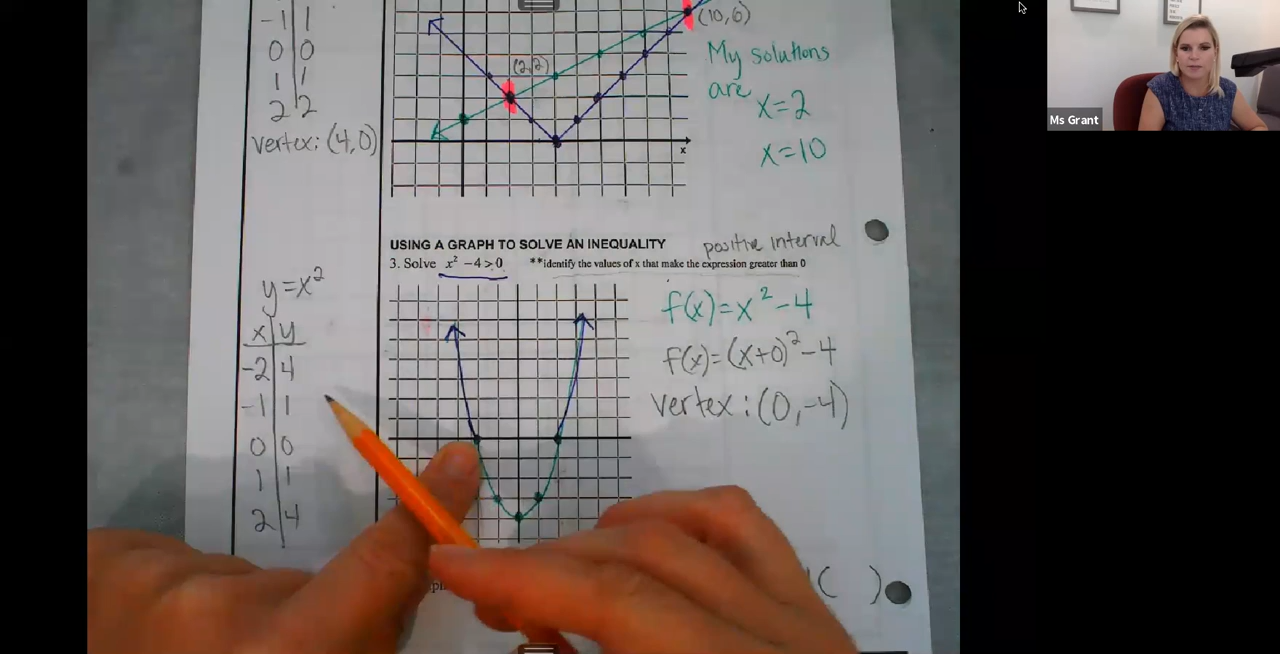 -1 1
0 0
1 1
2 2
vertex: (4,0)
(2,2)
(10,6)
My solutions
are
x=2
x=10
x
USING A GRAPH TO SOLVE AN INEQUALITY
positive interval
3. Solve x² -4>0 **identify the values of x that make the expression greater than 0
y=x²
x y
-2 4
-1 1
0 0
1 1
2 4
f(x)=x²-4
f(x)=(x+0)²-4
vertex: (0,-4)
( )
Ms Grant